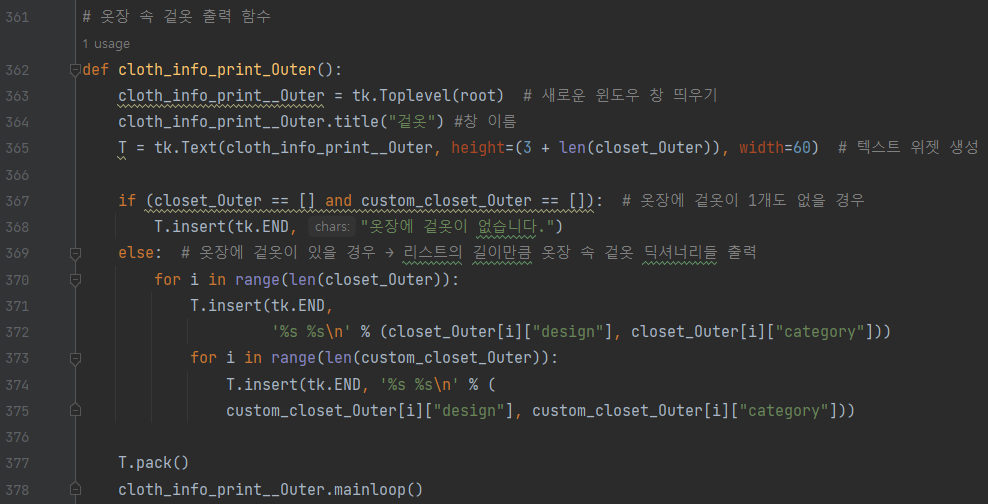 361 # 옷장 속 겉옷 출력 함수
1 usage
362 def cloth_info_print_Outer():
363 cloth_info_print__Outer = tk.Toplevel(root)  # 새로운 윈도우 창 띄우기
364 cloth_info_print__Outer.title("겉옷") #창 이름
365 T = tk.Text(cloth_info_print__Outer, height=(3 + len(closet_Outer)), width=60)  # 텍스트 위젯 생성
366
367 if (closet_Outer == [] and custom_closet_Outer == []):  # 옷장에 겉옷이 1개도 없을 경우
368 T.insert(tk.END, chars: "옷장에 겉옷이 없습니다.")
369 else:  # 옷장에 겉옷이 있을 경우 → 리스트의 길이만큼 옷장 속 겉옷 딕셔너리들 출력
370 for i in range(len(closet_Outer)):
371 T.insert(tk.END,
372 '%s %s\n' % (closet_Outer[i]["design"], closet_Outer[i]["category"]))
373 for i in range(len(custom_closet_Outer)):
374 T.insert(tk.END, '%s %s\n' % (
375 custom_closet_Outer[i]["design"], custom_closet_Outer[i]["category"]))
376
377 T.pack()
378 cloth_info_print__Outer.mainloop()